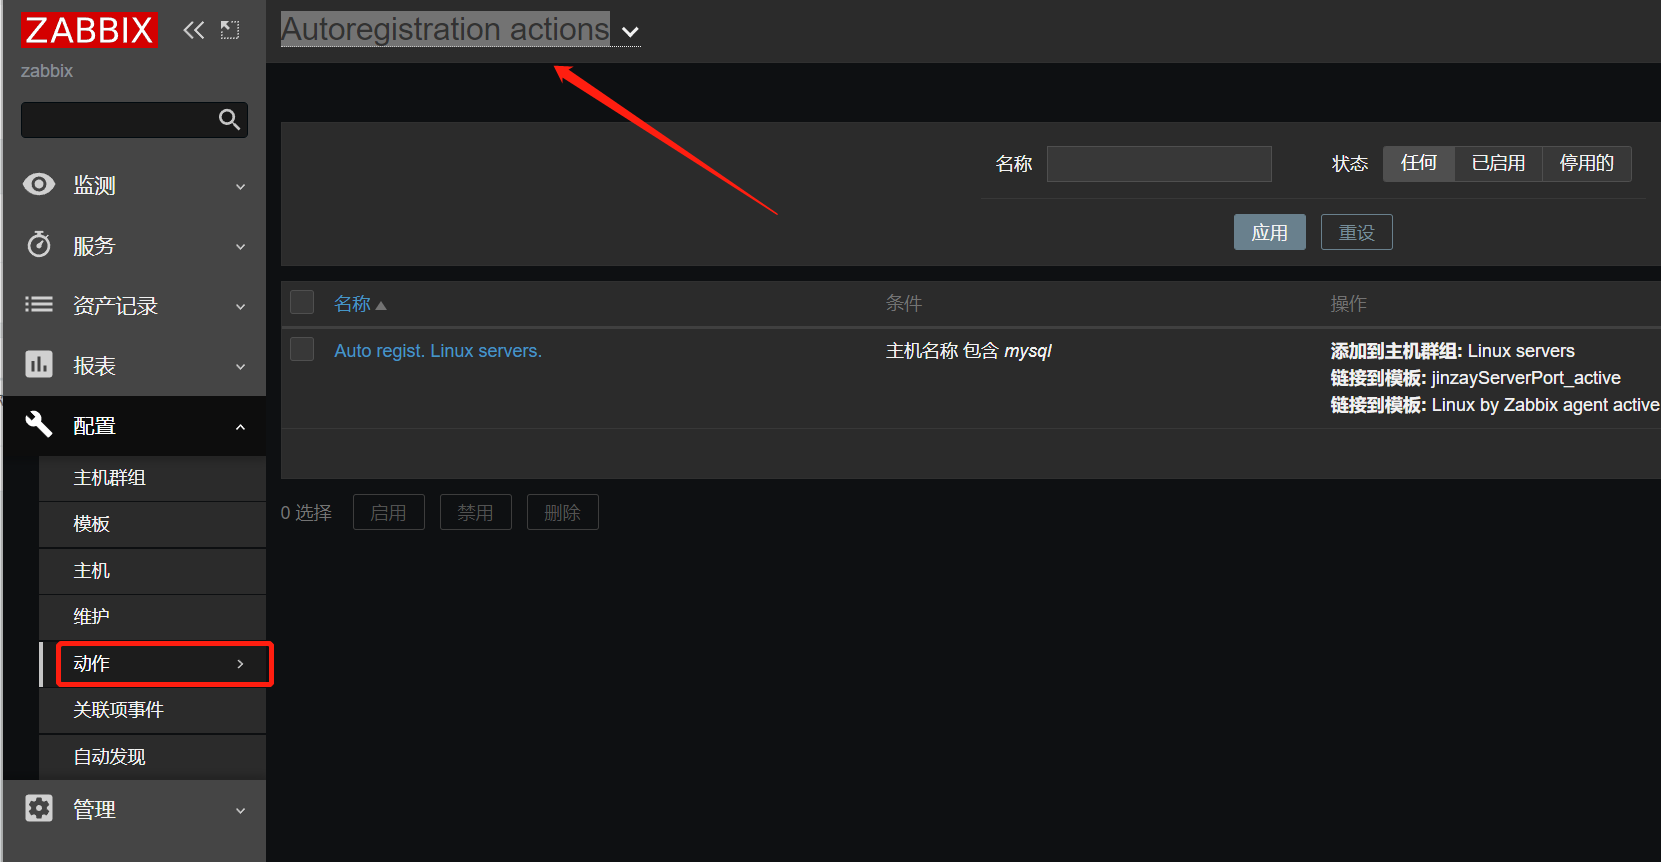 ZABBIX
zabbix
监测
服务
资产记录
报表
配置
主机群组
模板
主机
维护
动作
关联项事件
自动发现
管理
Autoregistration actions
名称
状态 任何 已启用 停用的
应用 重设
名称 条件 操作
Auto regist. Linux servers. 主机名称 包含 mysql 添加到主机群组: Linux servers
链接到模板: jinzayServerPort_active
链接到模板: Linux by Zabbix agent active
0 选择 启用 禁用 删除